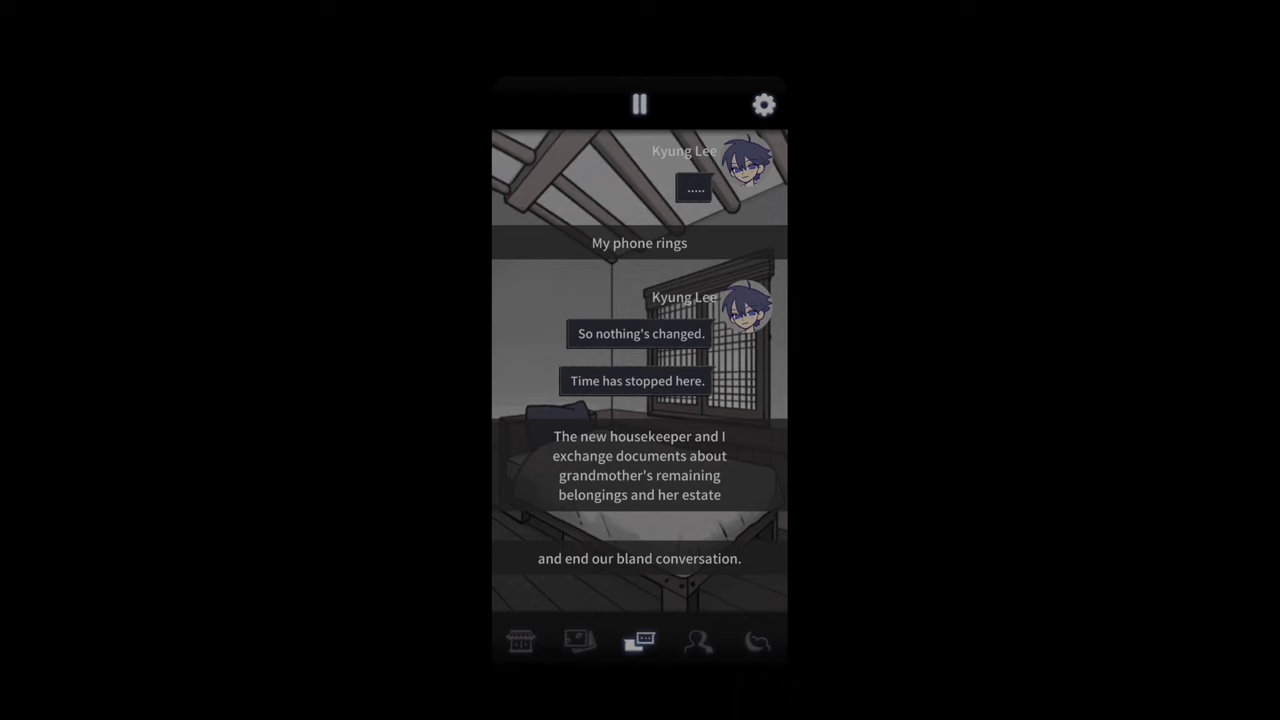 Kyung Lee
.....
My phone rings
Kyung Lee
So nothing's changed.
Time has stopped here.
The new housekeeper and I
exchange documents about
grandmother's remaining
belongings and her estate
and end our bland conversation.